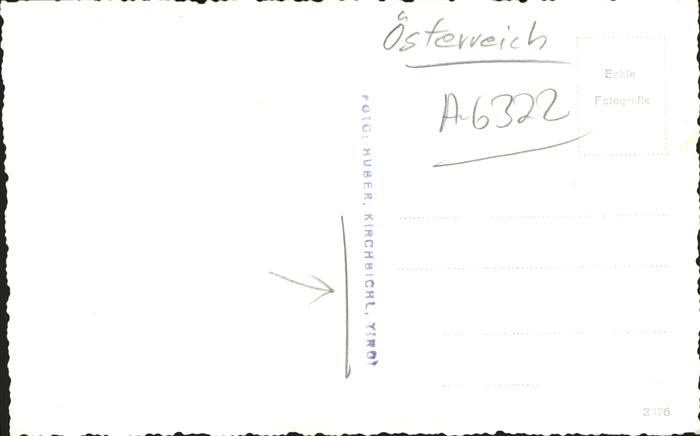 Österreich
A-6322
Echte
Fotografie
FOTO: HUBER, KIRCHBICHL, TIROL
3376